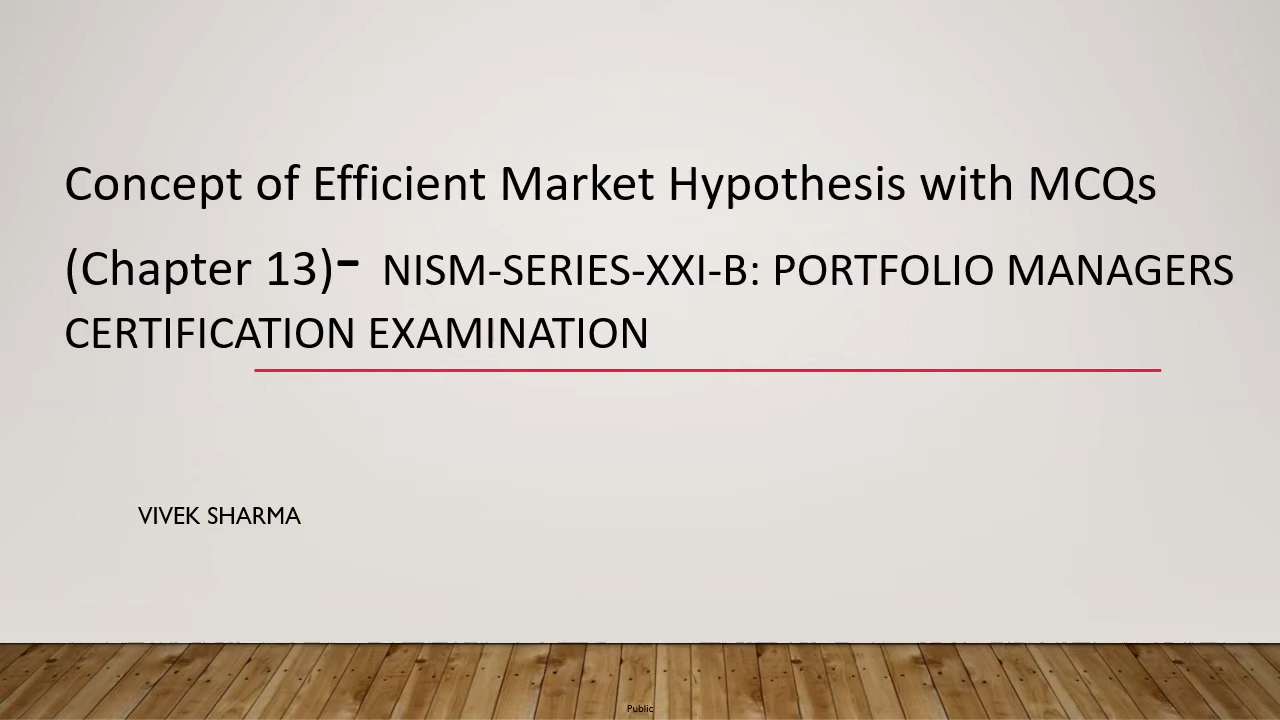 Concept of Efficient Market Hypothesis with MCQs
(Chapter 13)- NISM-SERIES-XXI-B: PORTFOLIO MANAGERS
CERTIFICATION EXAMINATION
VIVEK SHARMA
Public